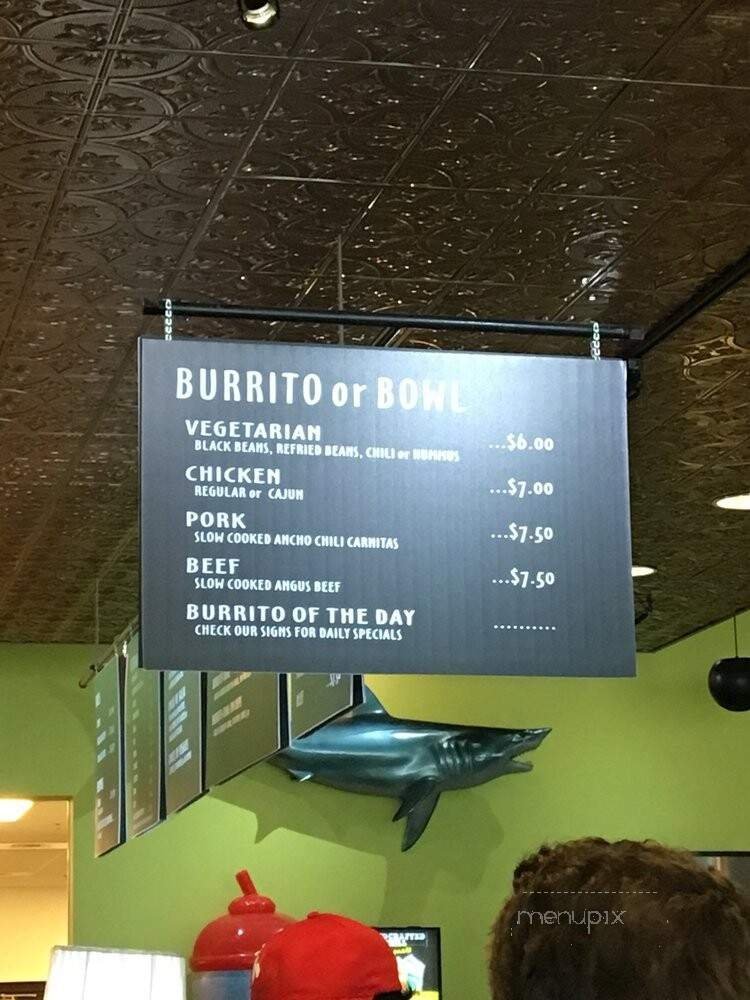 BURRITO or BOWL
VEGETARIAN ...$6.00
BLACK BEANS, REFRIED BEANS, CHILI or HUMMUS
CHICKEN ...$7.00
REGULAR or CAJUN
PORK ...$7.50
SLOW COOKED ANCHO CHILI CARNITAS
BEEF ...$7.50
SLOW COOKED ANGUS BEEF
BURRITO OF THE DAY ..........
CHECK OUR SIGNS FOR DAILY SPECIALS
menupix